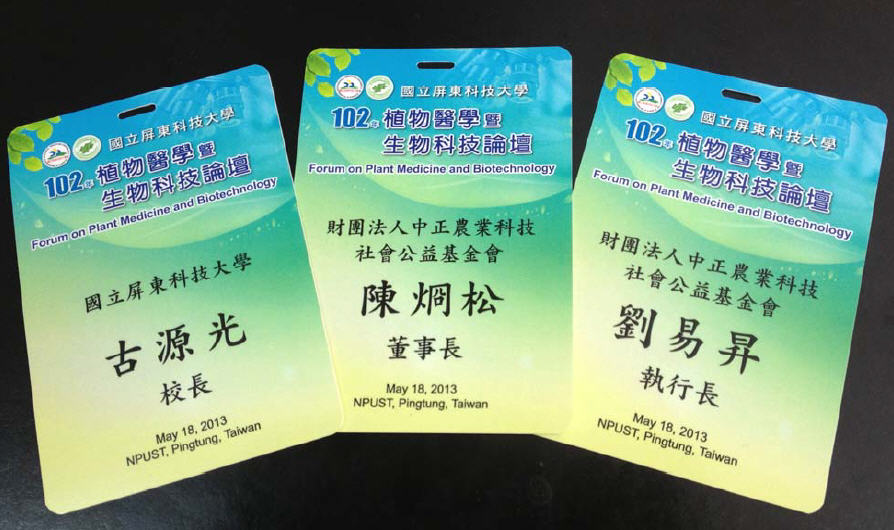 國立屏東科技大學
102年 植物醫學暨
生物科技論壇
Forum on Plant Medicine and Biotechnology
國立屏東科技大學
古源光
校長
May 18, 2013
NPUST, Pingtung, Taiwan
國立屏東科技大學
102年 植物醫學暨
生物科技論壇
Forum on Plant Medicine and Biotechnology
財團法人中正農業科技
社會公益基金會
陳烱松
董事長
May 18, 2013
NPUST, Pingtung, Taiwan
國立屏東科技大學
102年 植物醫學暨
生物科技論壇
Forum on Plant Medicine and Biotechnology
財團法人中正農業科技
社會公益基金會
劉易昇
執行長
May 18, 2013
NPUST, Pingtung, Taiwan